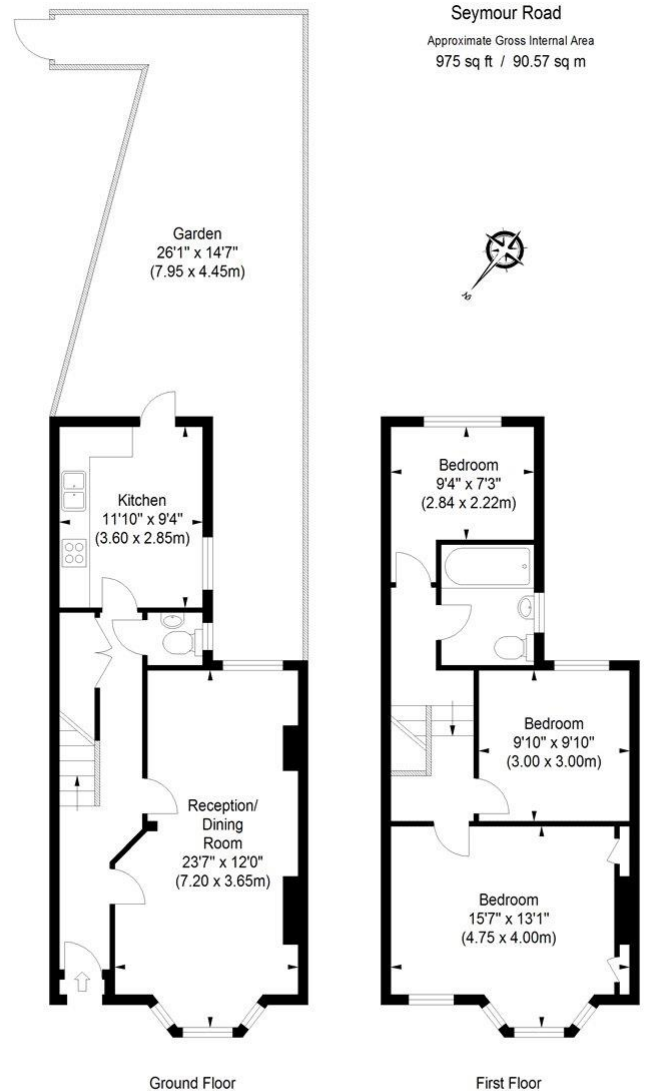 Seymour Road
Approximate Gross Internal Area
975 sq ft / 90.57 sq m
Garden
26'1" x 14'7"
(7.95 x 4.45m)
N
Kitchen
11'10" x 9'4"
(3.60 x 2.85m)
Reception/
Dining
Room
23'7" x 12'0"
(7.20 x 3.65m)
Bedroom
9'4" x 7'3"
(2.84 x 2.22m)
Bedroom
9'10" x 9'10"
(3.00 x 3.00m)
Bedroom
15'7" x 13'1"
(4.75 x 4.00m)
Ground Floor
First Floor